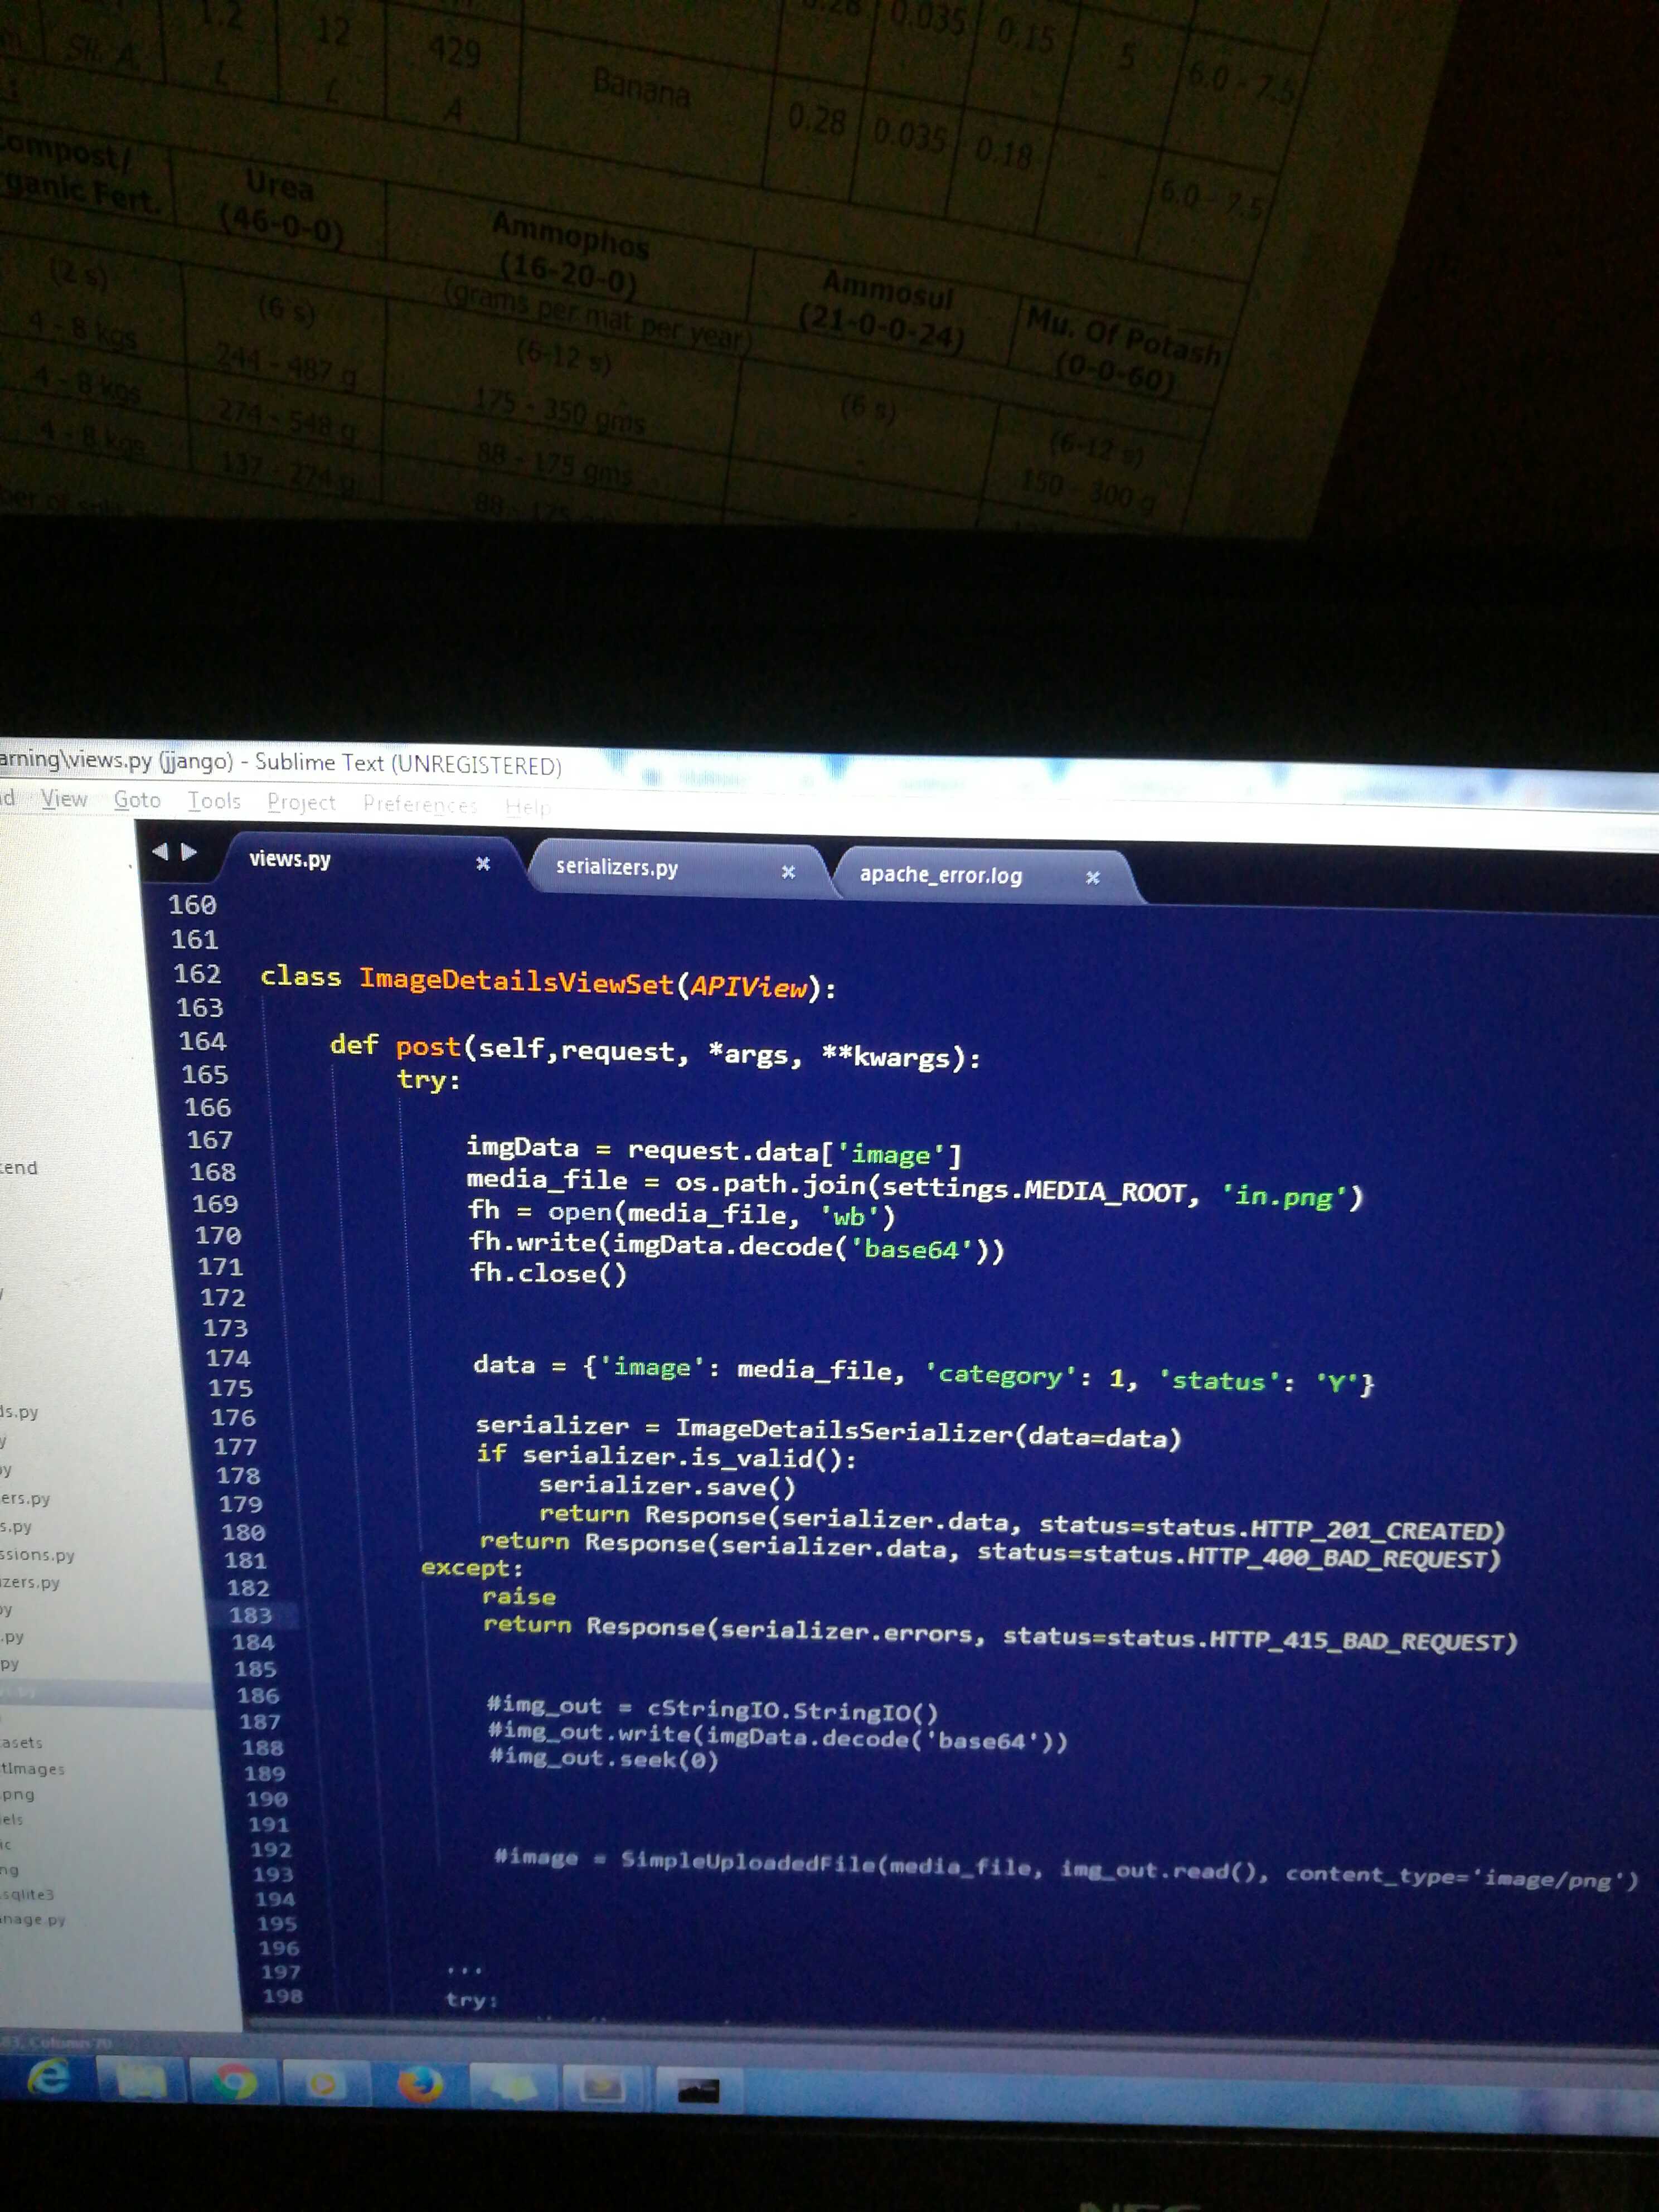 0.035 0.15 5 6.0 - 7.5
1.2 12 429 Banana 0.28 0.035 0.18 6.0 - 7.5
L L A
Compost/ Urea Ammophos Ammosul Mu. Of Potash
ganic Fert. (46-0-0) (16-20-0) (21-0-0-24) (0-0-60)
(grams per mat per year)
(2 s) (6 s) (6-12 s) (6 s) (6-12 s)
4 - 8 kgs 244 - 487 g 175 - 350 gms - 150 - 300 g
4 - 8 kgs 274 - 548 g 88 - 175 gms -
4 - 8 kgs 137 - 274 g 88 - 175
arning\views.py (jjango) - Sublime Text (UNREGISTERED)
View Goto Tools Project Preferences Help
views.py serializers.py apache_error.log
160
161
162 class ImageDetailsViewSet(APIView):
163
164 def post(self,request, *args, **kwargs):
165 try:
166
167 imgData = request.data['image']
168 media_file = os.path.join(settings.MEDIA_ROOT, 'in.png')
169 fh = open(media_file, 'wb')
170 fh.write(imgData.decode('base64'))
171 fh.close()
172
173
174 data = {'image': media_file, 'category': 1, 'status': 'Y'}
175
176 serializer = ImageDetailsSerializer(data=data)
177 if serializer.is_valid():
178 serializer.save()
179 return Response(serializer.data, status=status.HTTP_201_CREATED)
180 return Response(serializer.data, status=status.HTTP_400_BAD_REQUEST)
181 except:
182 raise
183 return Response(serializer.errors, status=status.HTTP_415_BAD_REQUEST)
184
185
186 #img_out = cStringIO.StringIO()
187 #img_out.write(imgData.decode('base64'))
188 #img_out.seek(0)
189
190
191
192 #image = SimpleUploadedFile(media_file, img_out.read(), content_type='image/png')
193
194
195
196
197 '''
198 try:
tend
ls.py
y
py
ers.py
s.py
ssions.py
izers.py
py
.py
py
asets
tImages
.png
els
ic
ng
.sqlite3
nage.py
NEC